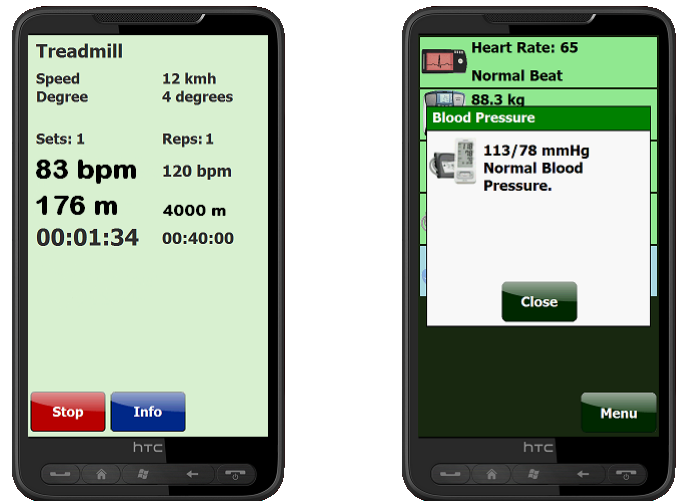 Treadmill
Speed 12 kmh
Degree 4 degrees
Sets: 1 Reps: 1
83 bpm 120 bpm
176 m 4000 m
00:01:34 00:40:00
Stop Info
hTC
Heart Rate: 65
Normal Beat
88.3 kg
Blood Pressure
113/78 mmHg
Normal Blood
Pressure.
Close
Menu
hTC